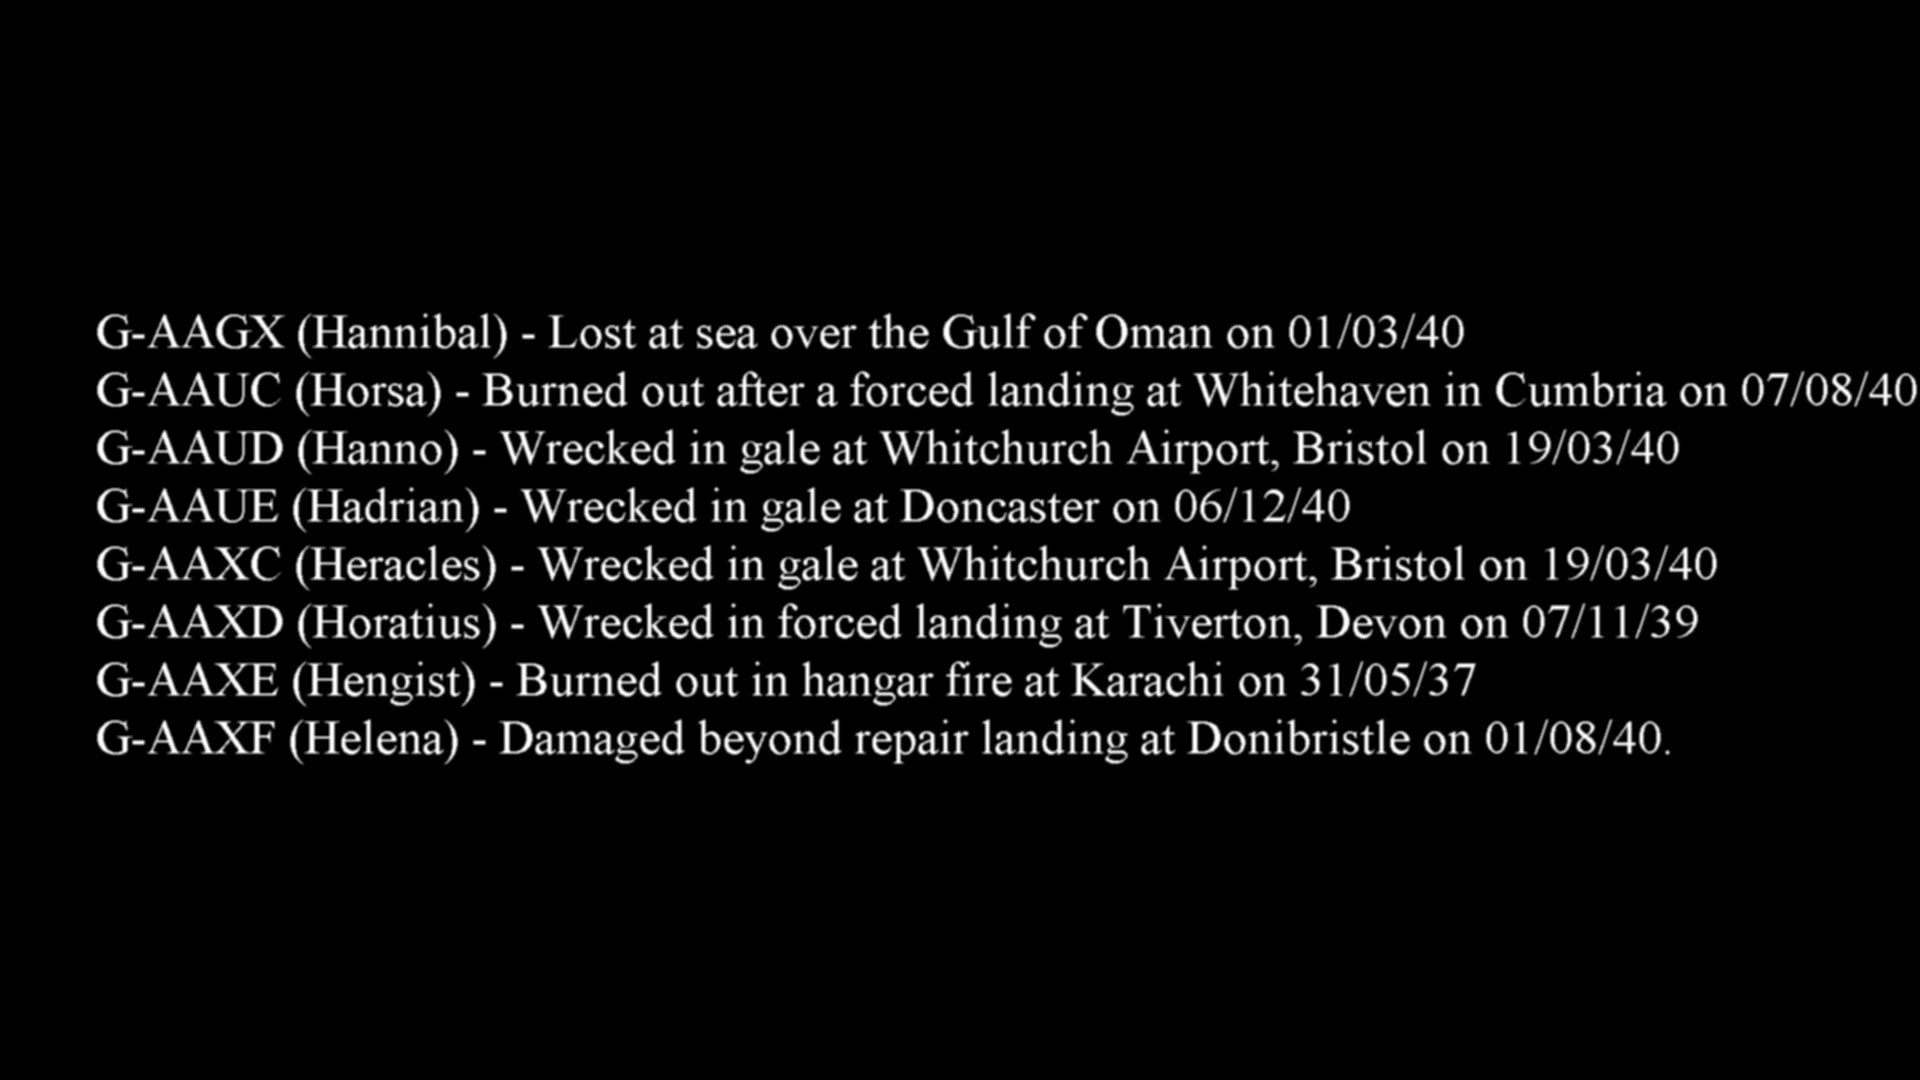 G-AAGX (Hannibal) - Lost at sea over the Gulf of Oman on 01/03/40
G-AAUC (Horsa) - Burned out after a forced landing at Whitehaven in Cumbria on 07/08/40
G-AAUD (Hanno) - Wrecked in gale at Whitchurch Airport, Bristol on 19/03/40
G-AAUE (Hadrian) - Wrecked in gale at Doncaster on 06/12/40
G-AAXC (Heracles) - Wrecked in gale at Whitchurch Airport, Bristol on 19/03/40
G-AAXD (Horatius) - Wrecked in forced landing at Tiverton, Devon on 07/11/39
G-AAXE (Hengist) - Burned out in hangar fire at Karachi on 31/05/37
G-AAXF (Helena) - Damaged beyond repair landing at Donibristle on 01/08/40.